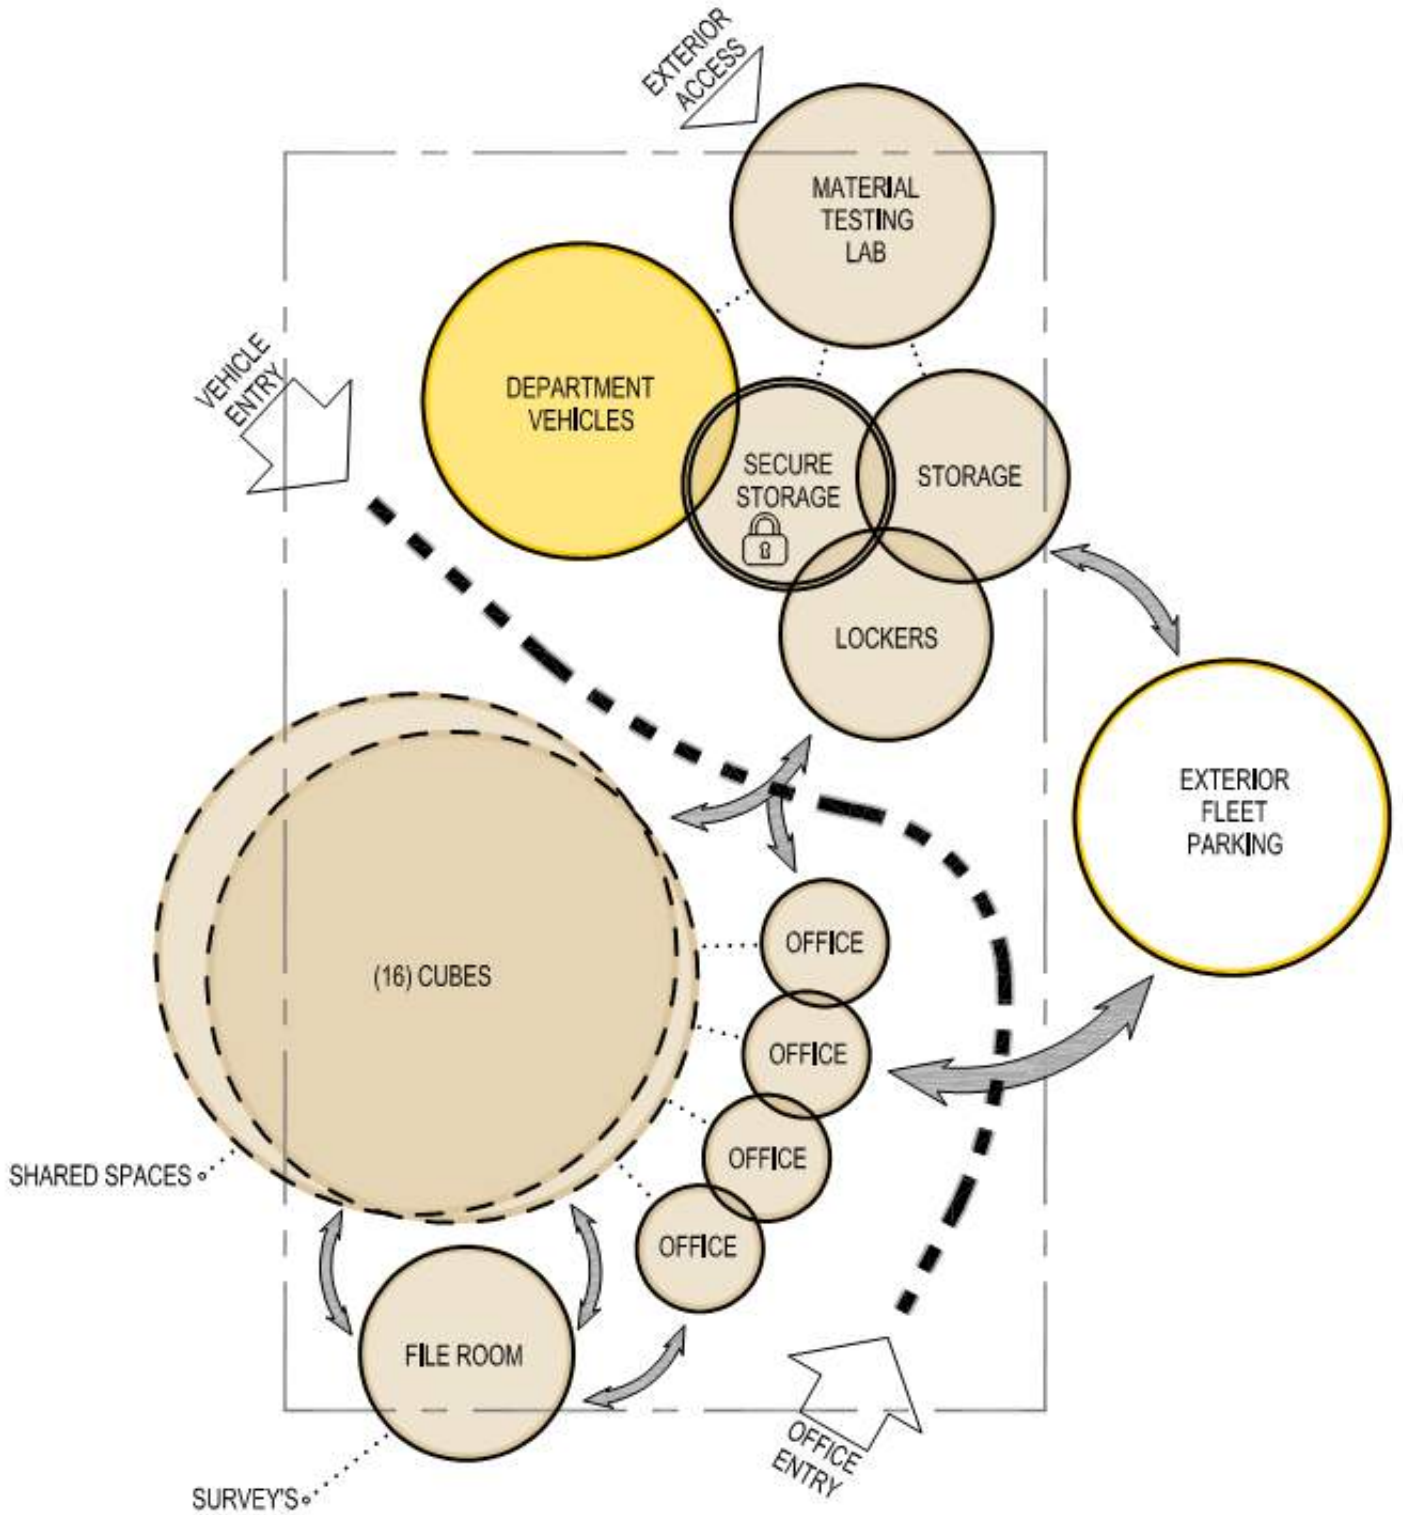 EXTERIOR
ACCESS
MATERIAL
TESTING
LAB
VEHICLE
ENTRY
DEPARTMENT
VEHICLES
SECURE
STORAGE
STORAGE
LOCKERS
EXTERIOR
FLEET
PARKING
(16) CUBES
OFFICE
OFFICE
OFFICE
OFFICE
SHARED SPACES
FILE ROOM
SURVEY'S
OFFICE
ENTRY